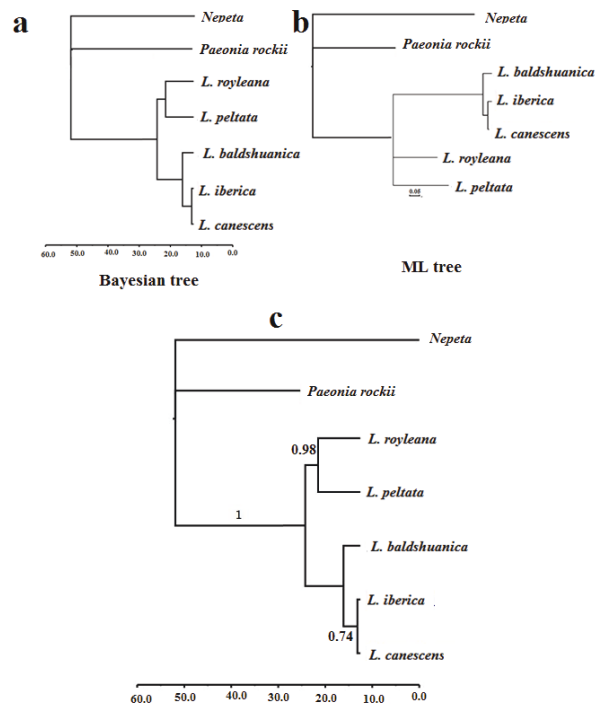 a
Nepeta
Paeonia rockii
L. royleana
L. peltata
L. baldshuanica
L. iberica
L. canescens
60.0 50.0 40.0 30.0 20.0 10.0 0.0
Bayesian tree
b
Nepeta
Paeonia rockii
L. baldshuanica
L. iberica
L. canescens
L. royleana
L. peltata
0.08
ML tree
c
Nepeta
Paeonia rockii
L. royleana
0.98
L. peltata
1
L. baldshuanica
L. iberica
0.74
L. canescens
60.0 50.0 40.0 30.0 20.0 10.0 0.0